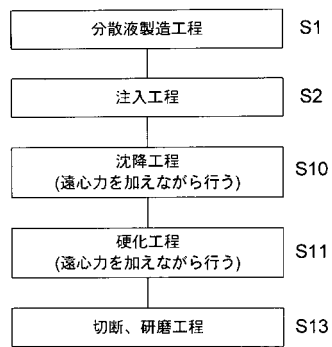 分散液製造工程 S1
注入工程 S2
沈降工程
(遠心力を加えながら行う) S10
硬化工程
(遠心力を加えながら行う) S11
切断、研磨工程 S13